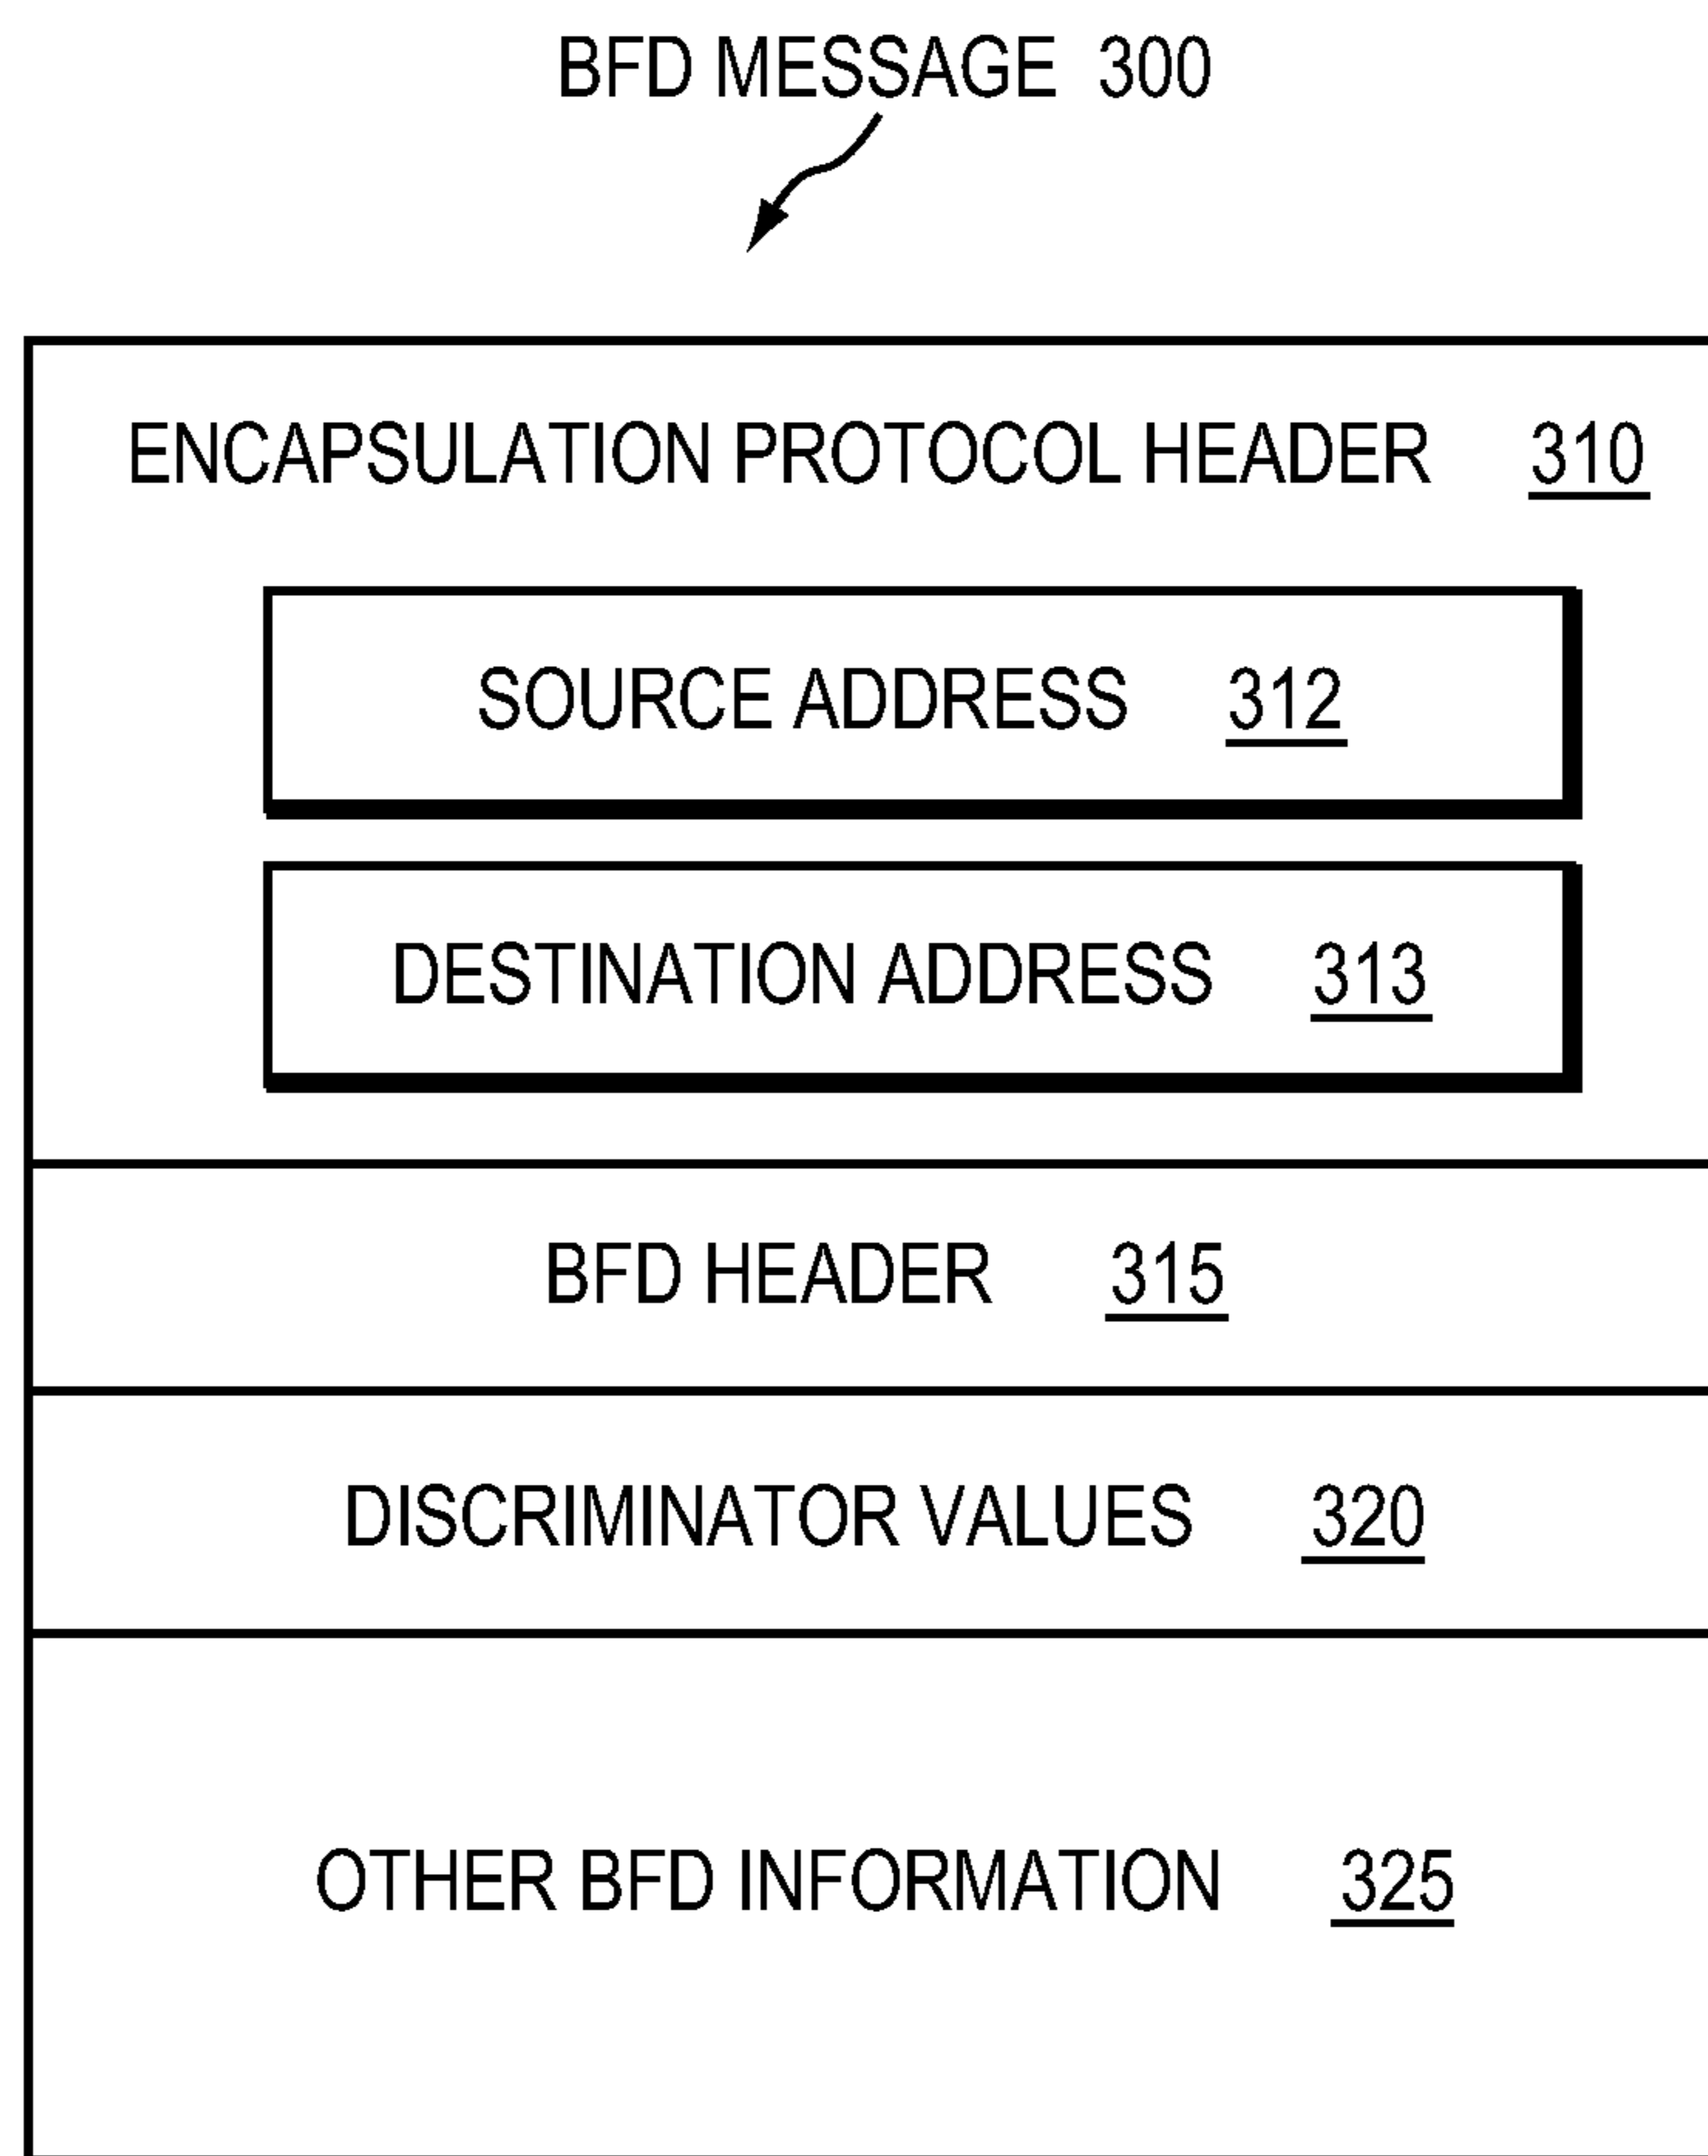 BFD MESSAGE 300
ENCAPSULATION PROTOCOL HEADER 310
SOURCE ADDRESS 312
DESTINATION ADDRESS 313
BFD HEADER 315
DISCRIMINATOR VALUES 320
OTHER BFD INFORMATION 325